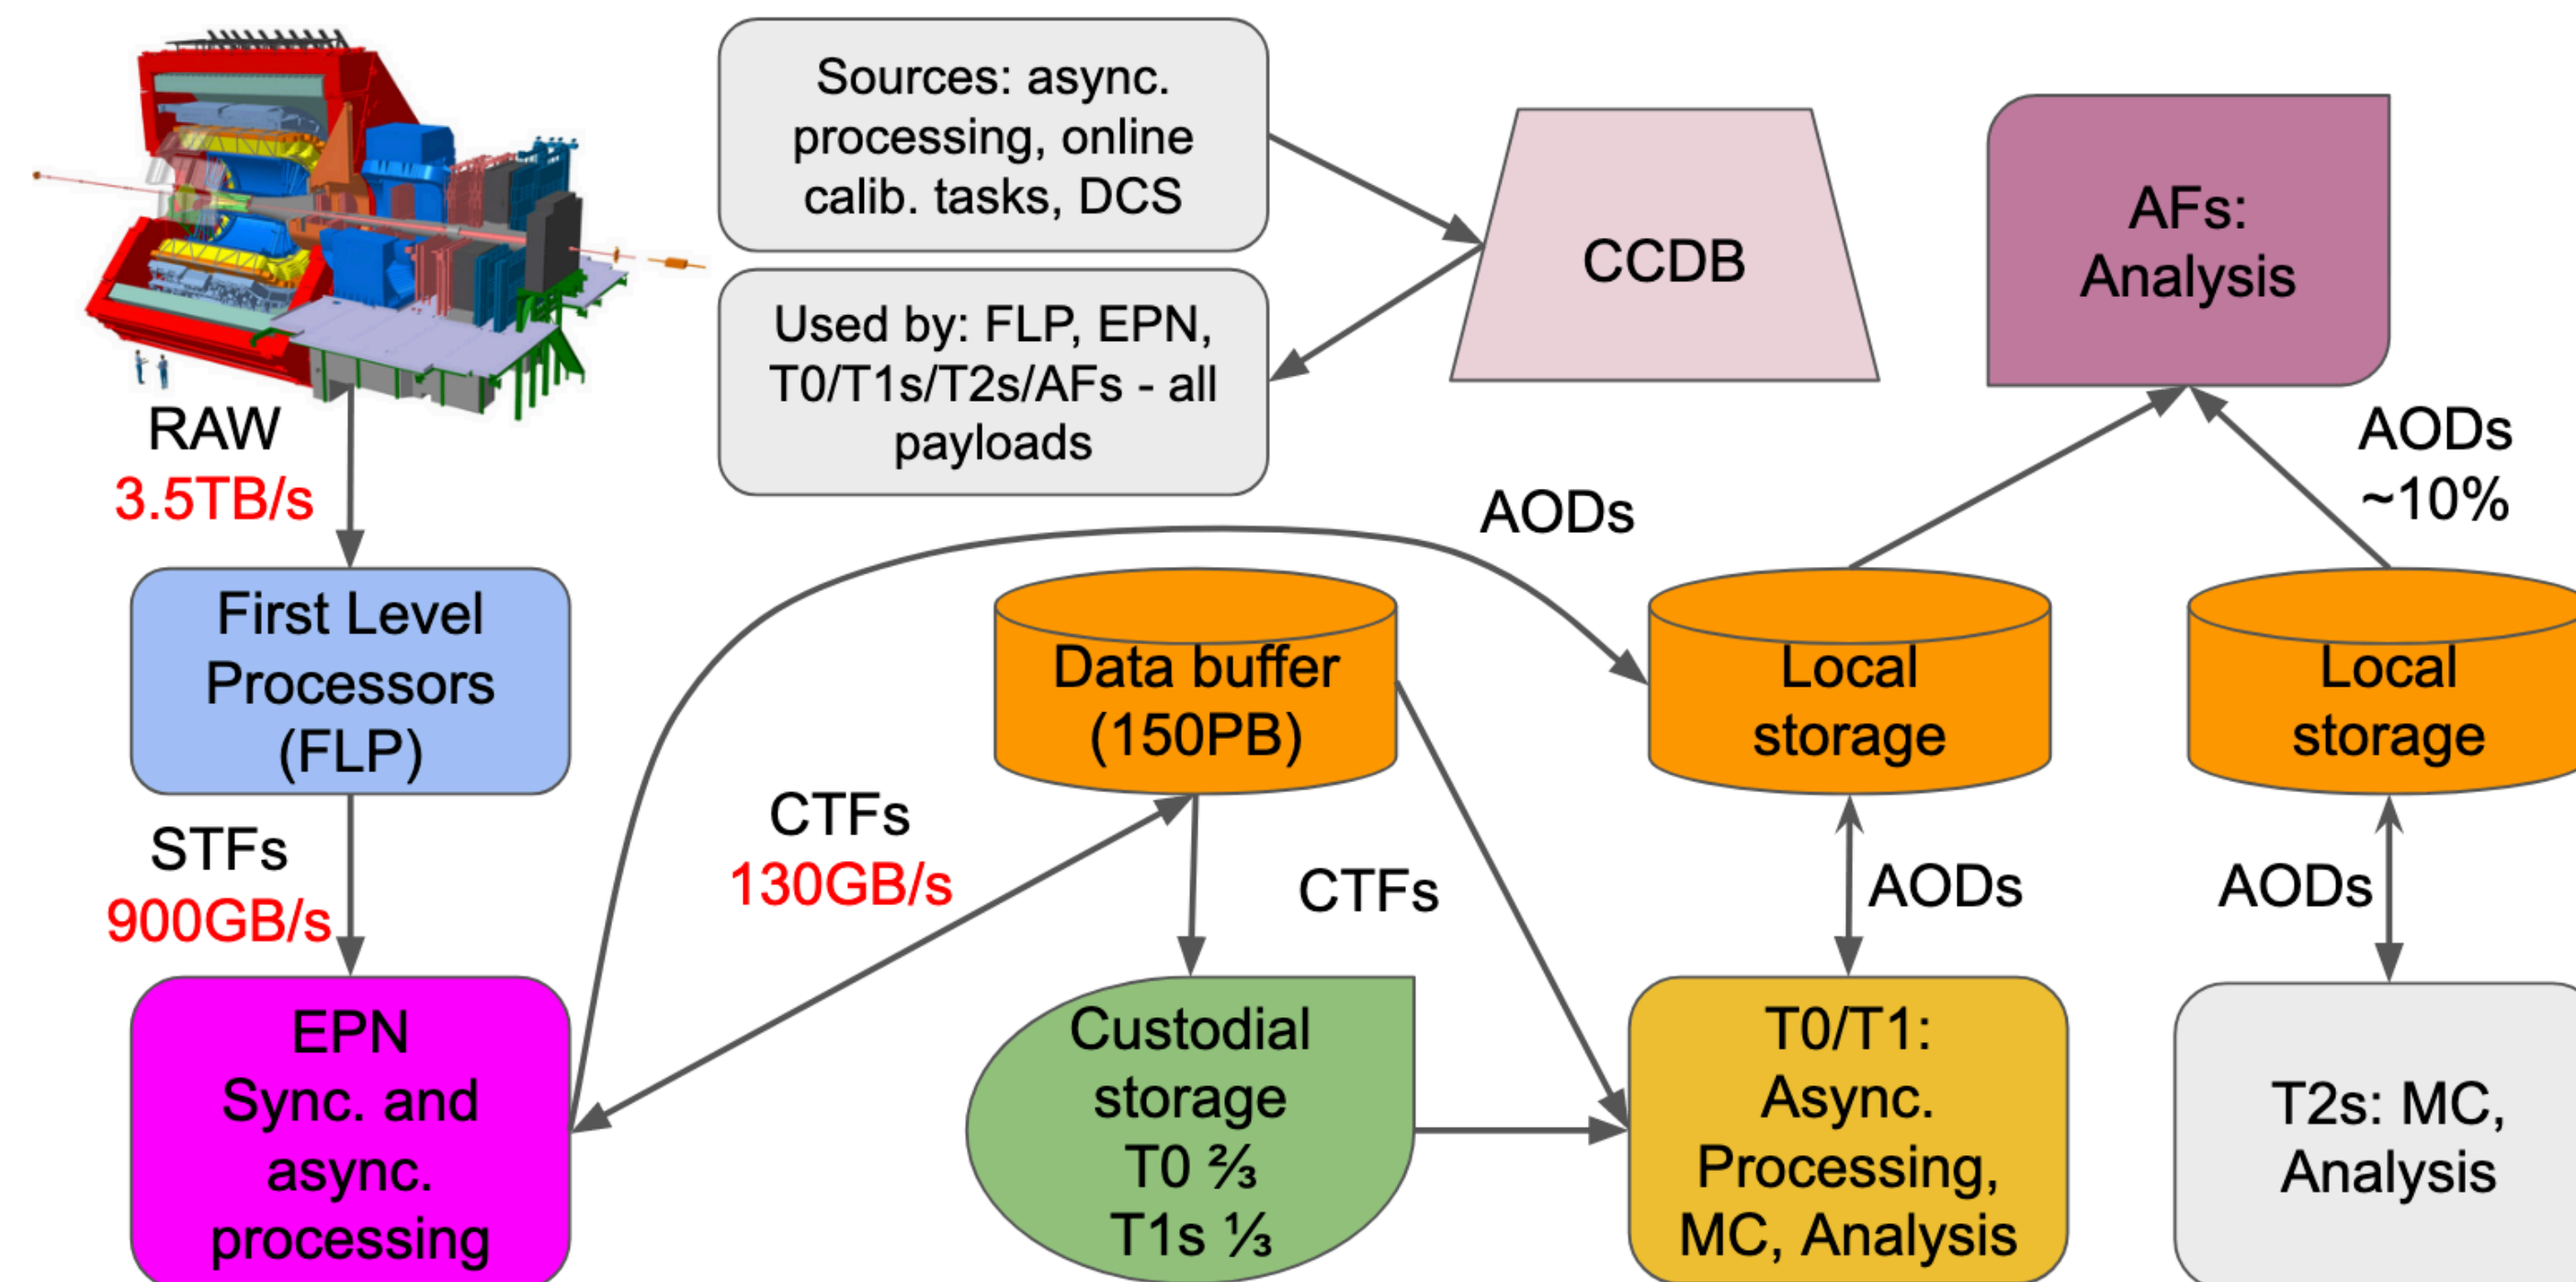 Sources: async.
processing, online
calib. tasks, DCS
Used by: FLP, EPN,
T0/T1s/T2s/AFs - all
payloads
CCDB
AFs:
Analysis
RAW
3.5TB/s
AODs
~10%
AODs
First Level
Processors
(FLP)
Data buffer
(150PB)
Local
storage
Local
storage
STFs
900GB/s
CTFs
130GB/s
CTFs
AODs
AODs
EPN
Sync. and
async.
processing
Custodial
storage
T0 ⅔
T1s ⅓
T0/T1:
Async.
Processing,
MC, Analysis
T2s: MC,
Analysis